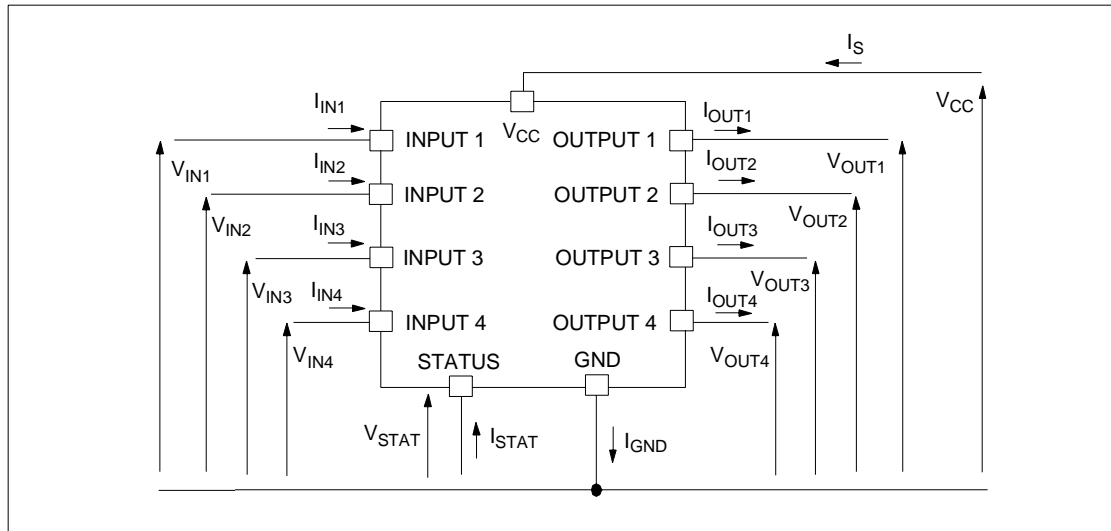 I_S
V_CC
I_IN1
V_CC
I_OUT1
INPUT 1
OUTPUT 1
V_IN1
I_IN2
I_OUT2
V_OUT1
INPUT 2
OUTPUT 2
V_IN2
I_IN3
I_OUT3
V_OUT2
INPUT 3
OUTPUT 3
V_IN3
I_IN4
I_OUT4
V_OUT3
INPUT 4
OUTPUT 4
V_IN4
STATUS
GND
V_OUT4
V_STAT
I_STAT
I_GND